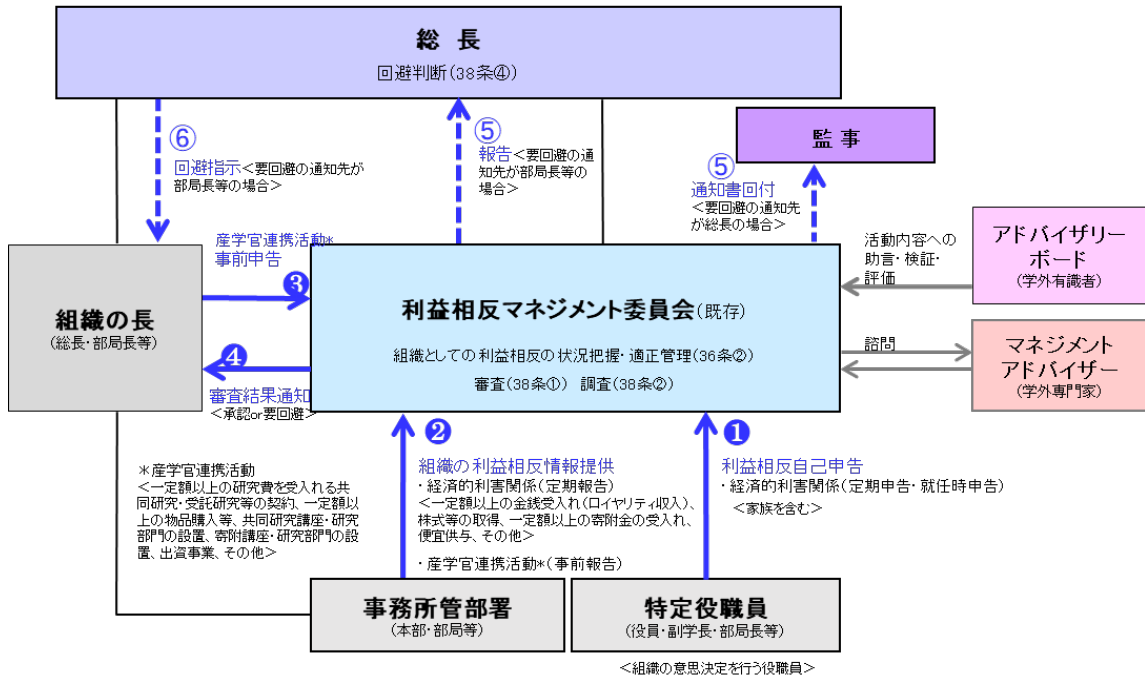 総 長
回避判断(38条④)
⑥
回避指示<要回避の通知先が
部局長等の場合>
⑤
報告<要回避の通
知先が部局長等の
場合>
監 事
⑤
通知書回付
<要回避の通知先
が総長の場合>
産学官連携活動*
事前申告
❸
組織の長
(総長・部局長等)
❹
審査結果通知
<承認or要回避>
利益相反マネジメント委員会(既存)
組織としての利益相反の状況把握・適正管理(36条②)
審査(38条①) 調査(38条②)
活動内容への
助言・検証・
評価
アドバイザリー
ボード
(学外有識者)
諮問
マネジメント
アドバイザー
(学外専門家)
*産学官連携活動
<一定額以上の研究費を受入れる共
同研究・受託研究等の契約、一定額以
上の物品購入等、共同研究講座・研究
部門の設置、寄附講座・研究部門の設
置、出資事業、その他>
❷
組織の利益相反情報提供
・経済的利害関係(定期報告)
<一定額以上の金銭受入れ(ロイヤリティ収入)、
株式等の取得、一定額以上の寄附金の受入れ、
便宜供与、その他>
・産学官連携活動*(事前報告)
❶
利益相反自己申告
・経済的利害関係(定期申告・就任時申告)
<家族を含む>
事務所管部署
(本部・部局等)
特定役職員
(役員・副学長・部局長等)
<組織の意思決定を行う役職員>